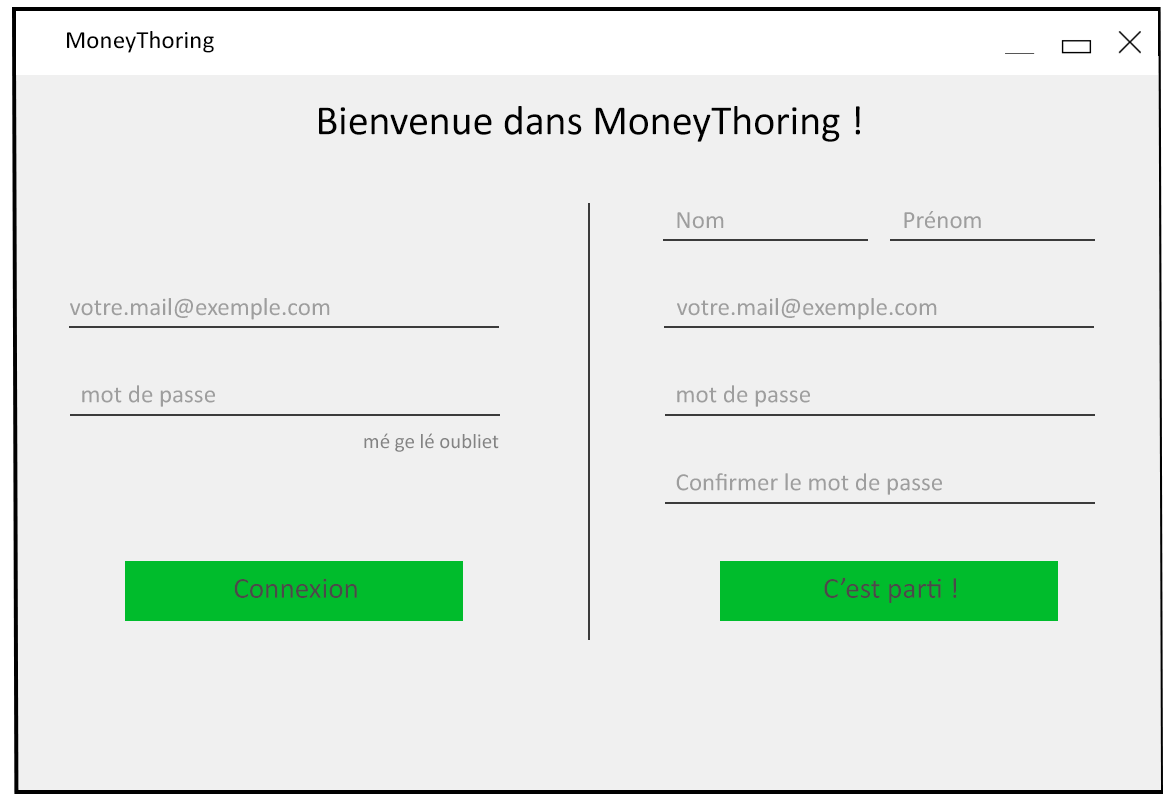 MoneyThoring
Bienvenue dans MoneyThoring !
votre.mail@exemple.com
mot de passe
mé ge lé oubliet
Connexion
Nom Prénom
votre.mail@exemple.com
mot de passe
Confirmer le mot de passe
C’est parti !